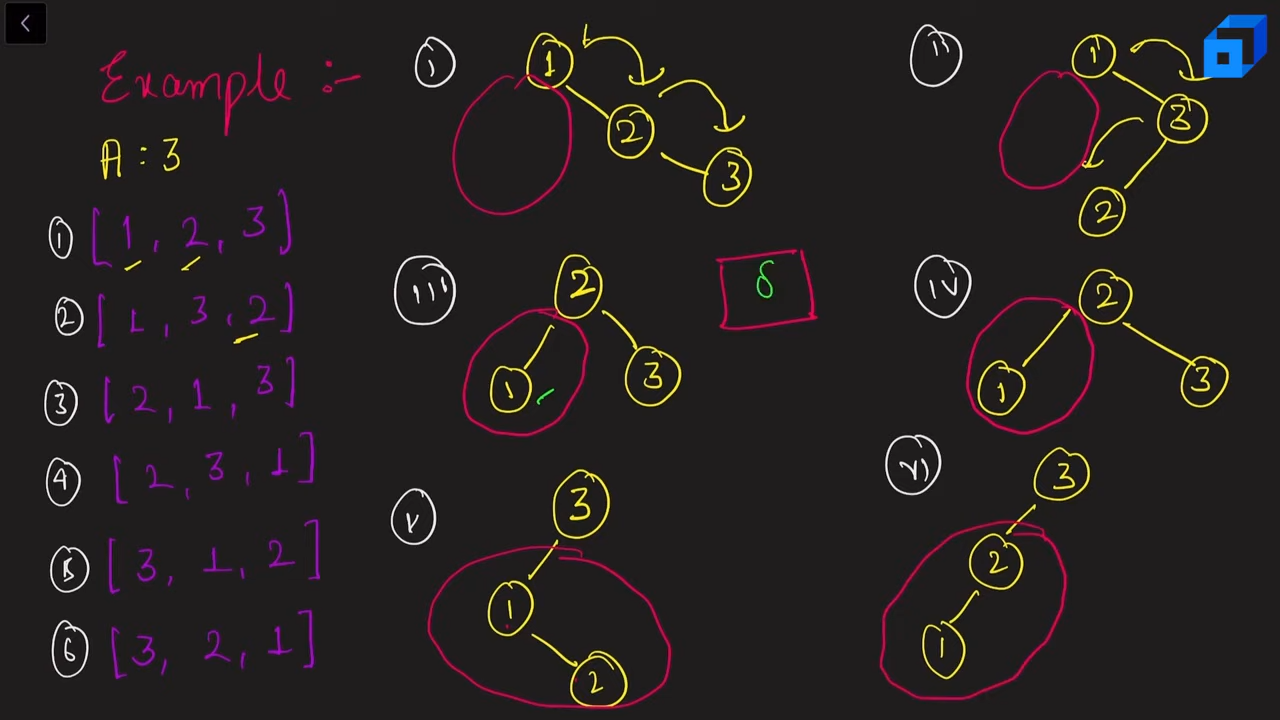 Example :-
A : 3
1 [1, 2, 3]
2 [1, 3, 2]
3 [2, 1, 3]
4 [2, 3, 1]
5 [3, 1, 2]
6 [3, 2, 1]
i
1
2
3
ii
1
3
2
iii
2
1
3
6
iv
2
1
3
v
3
1
2
vi
3
2
1